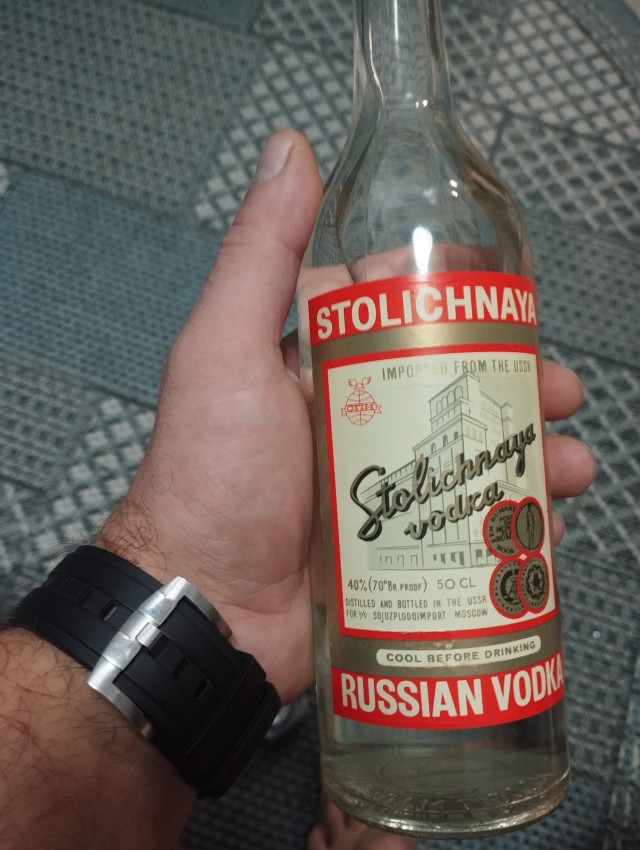 STOLICHNAYA
IMPORTED FROM THE USSR
Stolichnaya
vodka
40% (70° BR. PROOF) 50 CL
DISTILLED AND BOTTLED IN THE USSR
FOR V/O SOJUZPLODOIMPORT MOSCOW
COOL BEFORE DRINKING
RUSSIAN VODKA